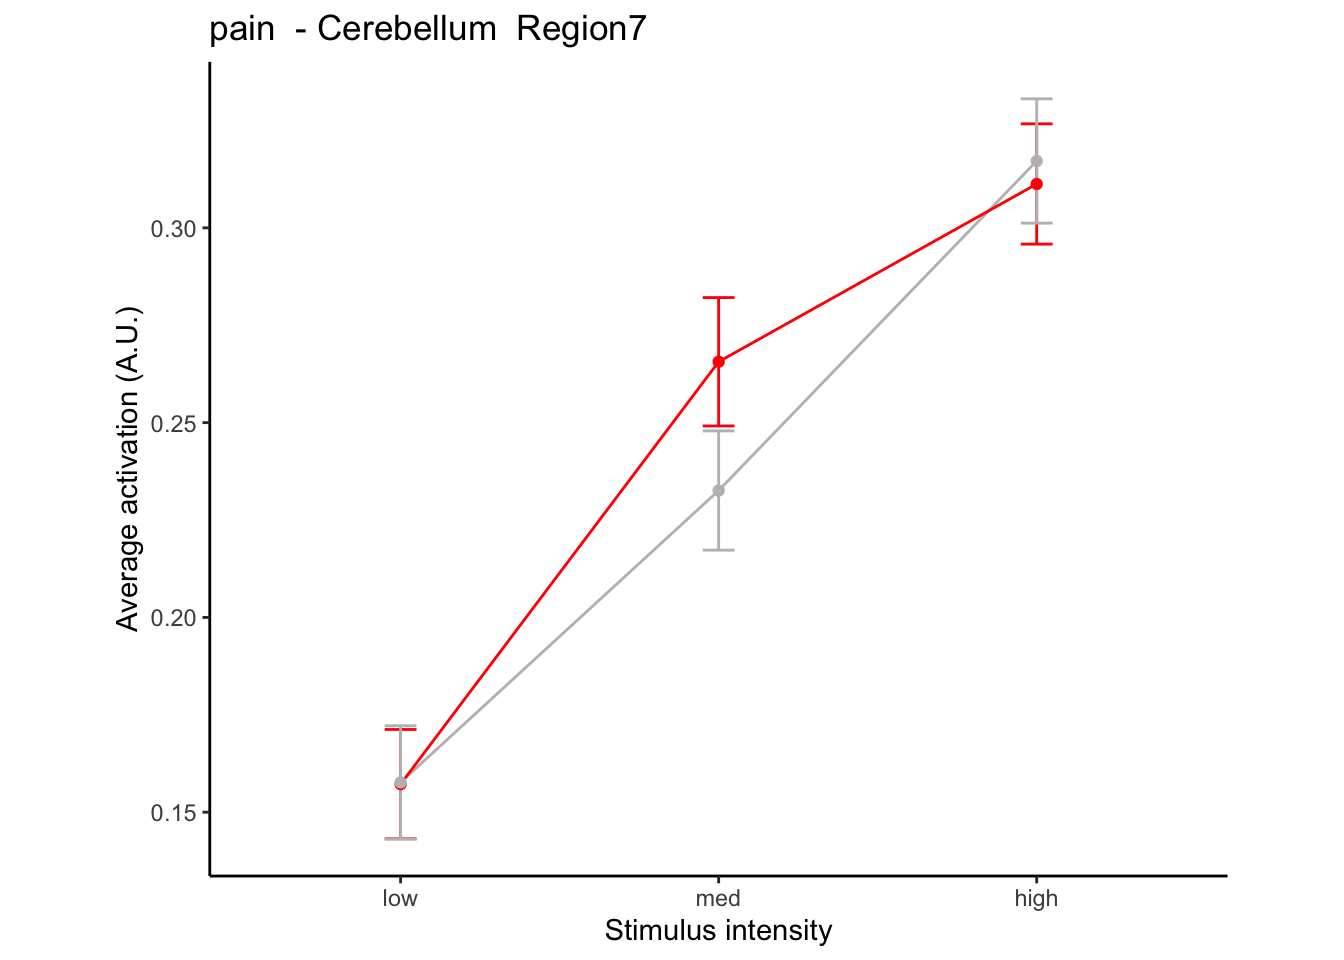 pain  - Cerebellum  Region7
Average activation (A.U.)
0.30
0.25
0.20
0.15
low med high
Stimulus intensity